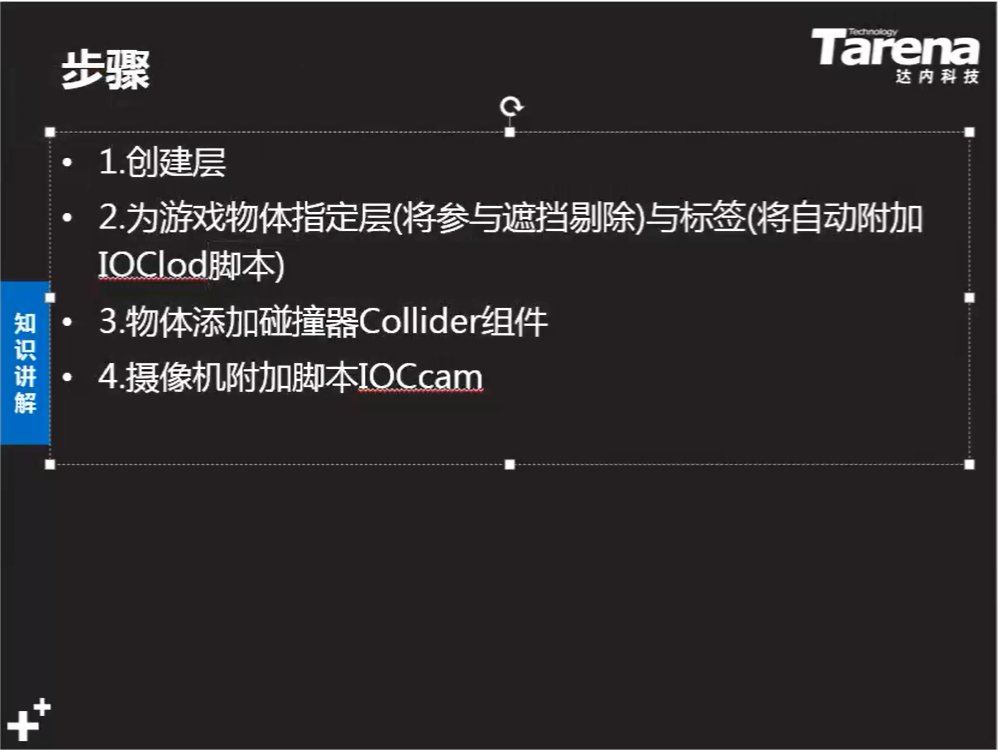 步骤
Technology
Tarena
达内科技
• 1.创建层
• 2.为游戏物体指定层(将参与遮挡剔除)与标签(将自动附加
IOClod脚本)
• 3.物体添加碰撞器Collider组件
• 4.摄像机附加脚本IOCcam
知识讲解